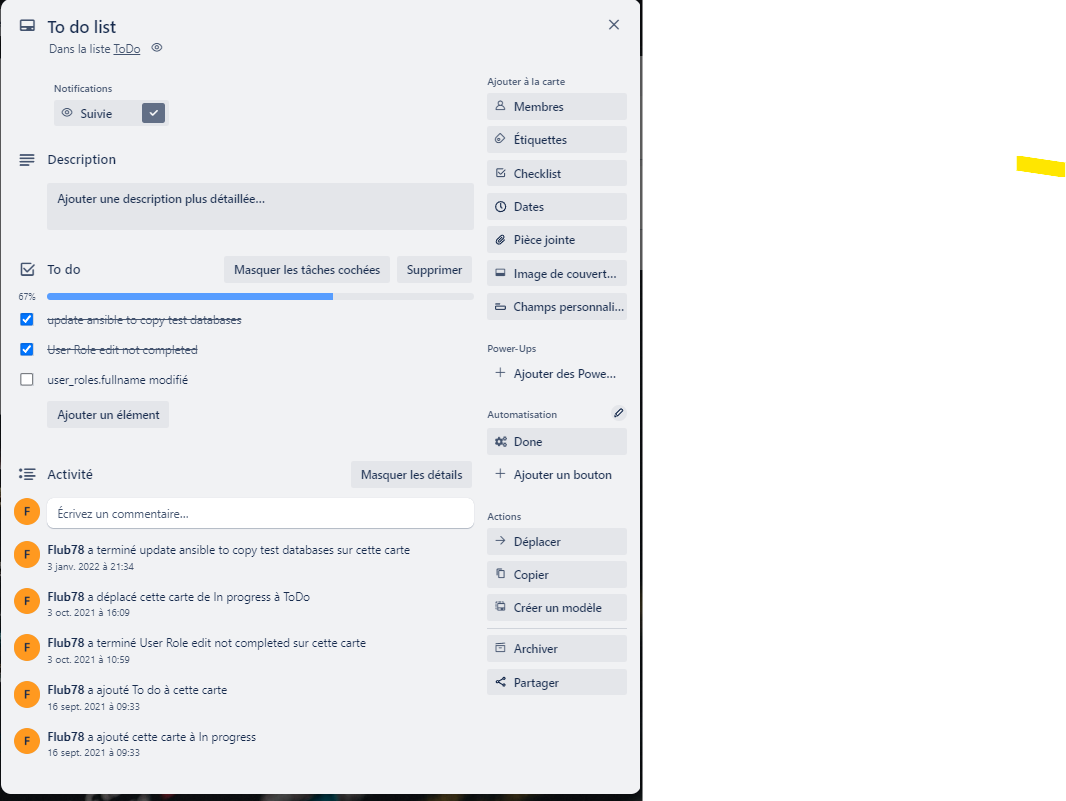 To do list
Dans la liste ToDo
Notifications
Suivie
Description
Ajouter une description plus détaillée…
To do
Masquer les tâches cochées
Supprimer
67%
update ansible to copy test databases
User Role edit not completed
user_roles.fullname modifié
Ajouter un élément
Activité
Masquer les détails
F
Écrivez un commentaire…
F
Flub78 a terminé update ansible to copy test databases sur cette carte
3 janv. 2022 à 21:34
F
Flub78 a déplacé cette carte de In progress à ToDo
3 oct. 2021 à 16:09
F
Flub78 a terminé User Role edit not completed sur cette carte
3 oct. 2021 à 10:59
F
Flub78 a ajouté To do à cette carte
16 sept. 2021 à 09:33
F
Flub78 a ajouté cette carte à In progress
16 sept. 2021 à 09:33
Ajouter à la carte
Membres
Étiquettes
Checklist
Dates
Pièce jointe
Image de couvert…
Champs personnali…
Power-Ups
Ajouter des Powe…
Automatisation
Done
Ajouter un bouton
Actions
Déplacer
Copier
Créer un modèle
Archiver
Partager